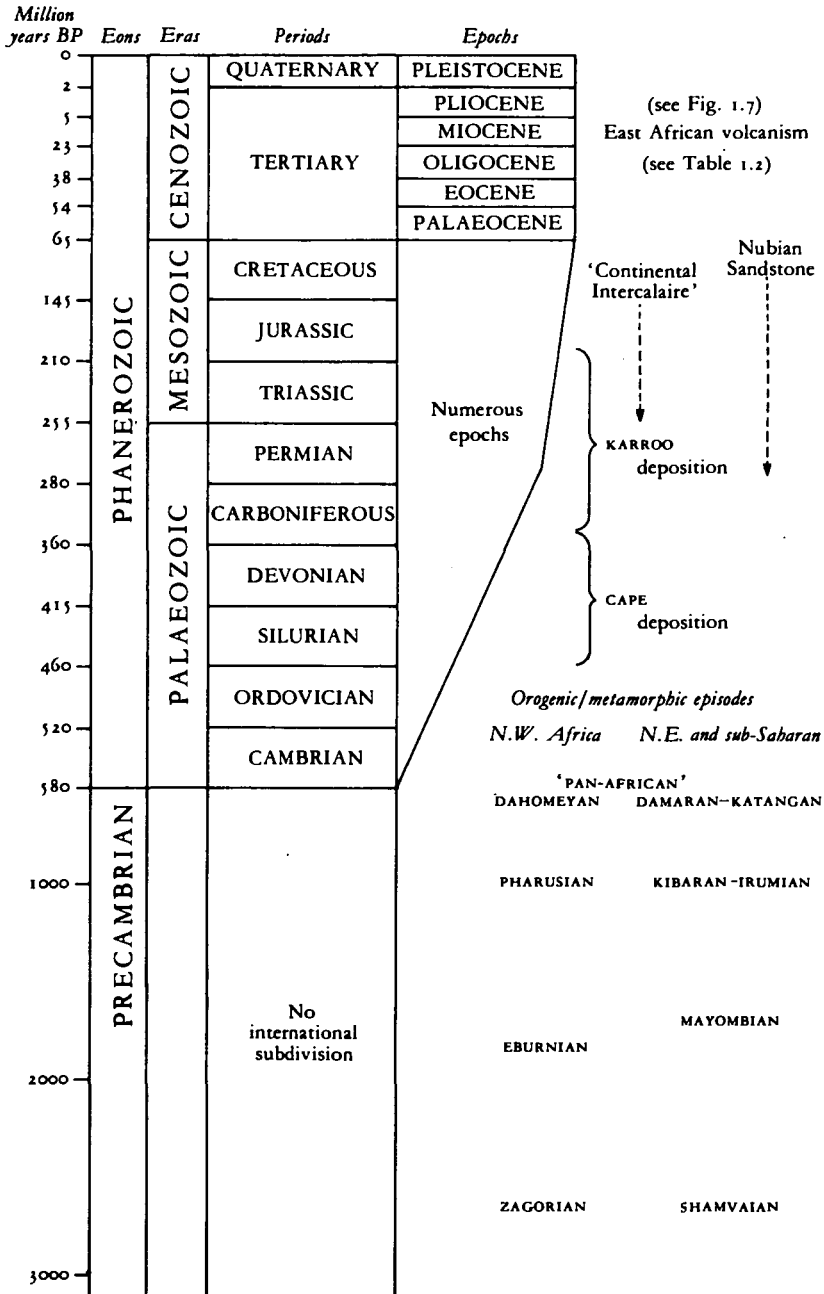 Million
years BP Eons Eras Periods Epochs
0
QUATERNARY PLEISTOCENE
2
PLIOCENE (see Fig. 1.7)
5
MIOCENE East African volcanism
23
TERTIARY OLIGOCENE (see Table 1.2)
38
EOCENE
54
PALAEOCENE
65
CENOZOIC
CRETACEOUS
'Continental
Intercalaire'
Nubian
Sandstone
145
JURASSIC
210
TRIASSIC
MESOZOIC
Numerous
epochs
255
KARROO
deposition
PERMIAN
280
CARBONIFEROUS
360
DEVONIAN
CAPE
deposition
415
SILURIAN
460
ORDOVICIAN
Orogenic/metamorphic episodes
520
N.W. Africa N.E. and sub-Saharan
CAMBRIAN
PALAEOZOIC
PHANEROZOIC
580
'PAN-AFRICAN'
DAHOMEYAN DAMARAN-KATANGAN
1000
PHARUSIAN KIBARAN-IRUMIAN
PRECAMBRIAN
No
international
subdivision
MAYOMBIAN
EBURNIAN
2000
ZAGORIAN SHAMVAIAN
3000